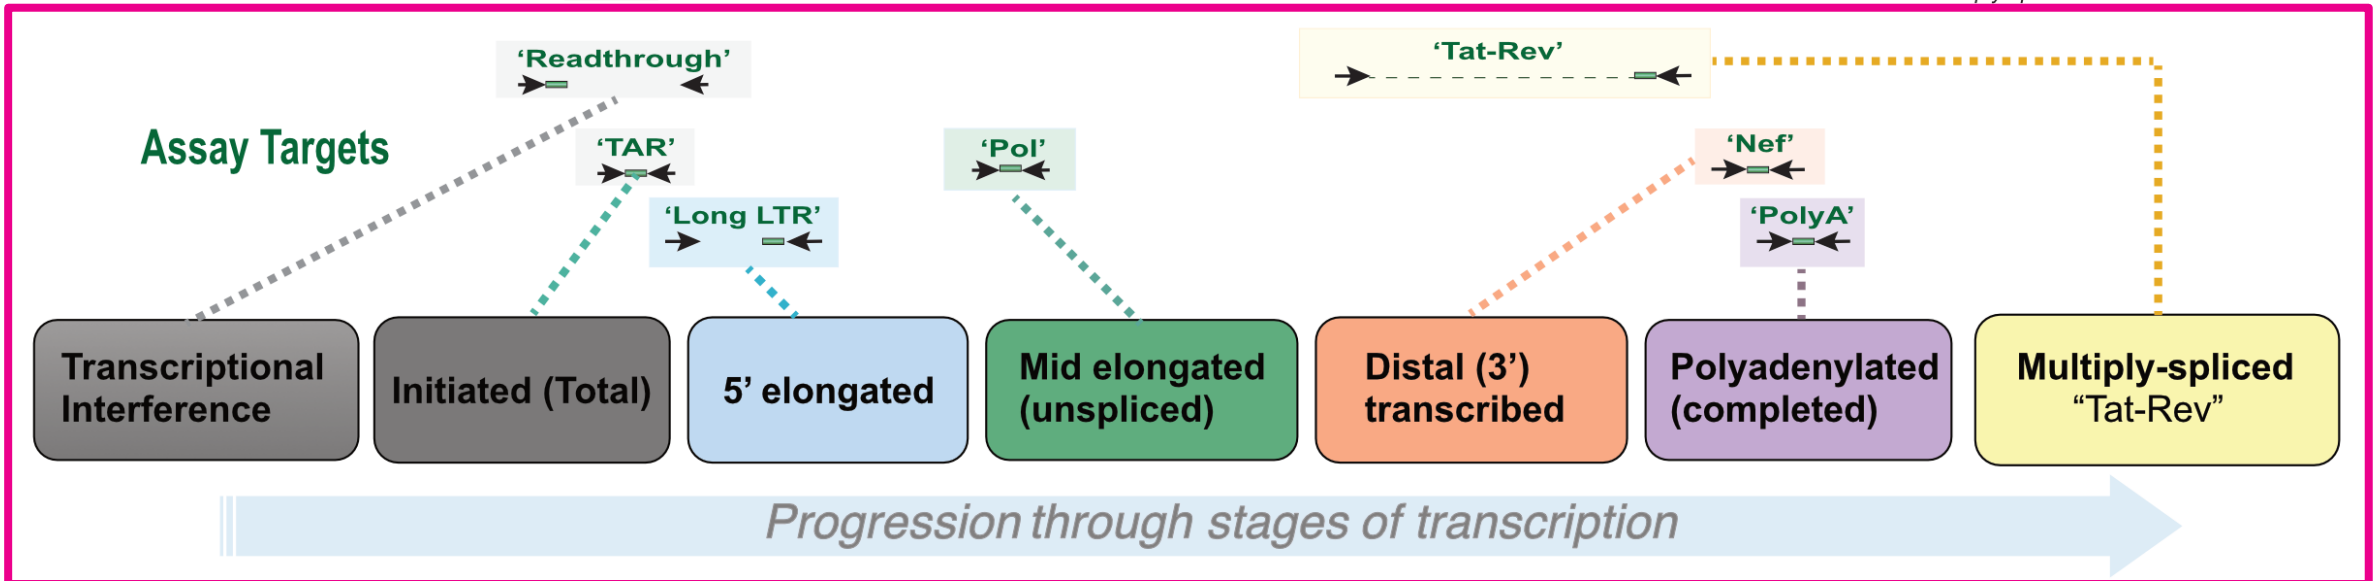 ‘Readthrough’
‘Tat-Rev’
Assay Targets
‘TAR’
‘Pol’
‘Nef’
‘Long LTR’
‘PolyA’
Transcriptional
Interference
Initiated (Total)
5’ elongated
Mid elongated
(unspliced)
Distal (3’)
transcribed
Polyadenylated
(completed)
Multiply-spliced
“Tat-Rev”
Progression through stages of transcription